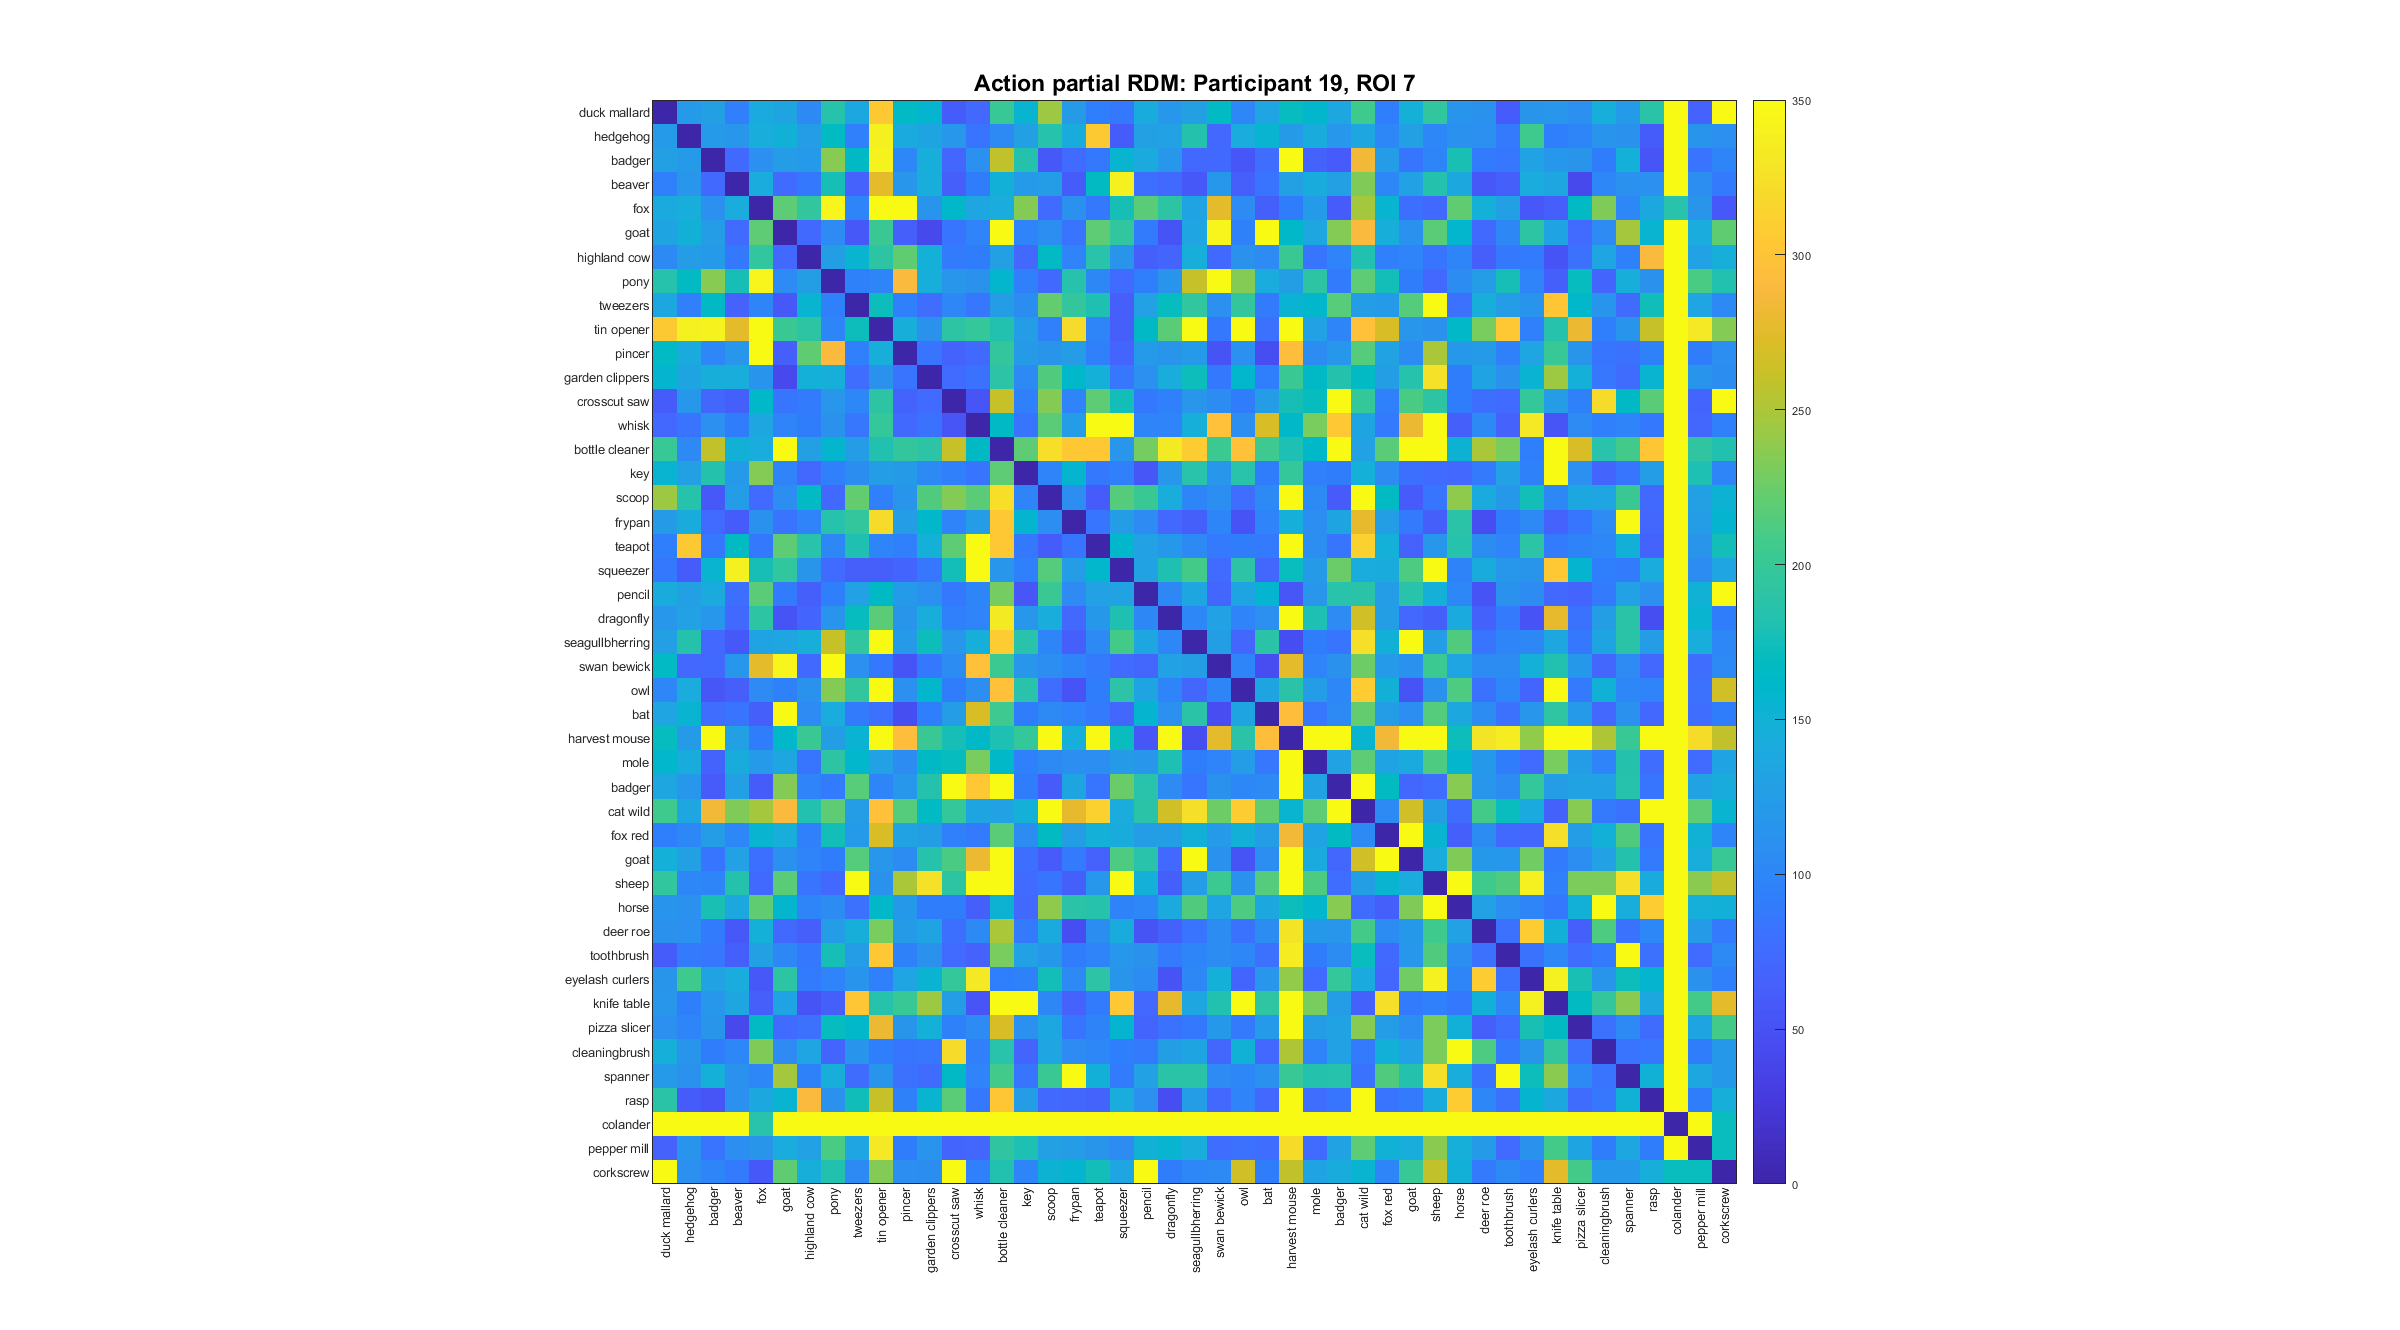 Action partial RDM: Participant 19, ROI 7
duck mallard
hedgehog
badger
beaver
fox
goat
highland cow
pony
tweezers
tin opener
pincer
garden clippers
crosscut saw
whisk
bottle cleaner
key
scoop
frypan
teapot
squeezer
pencil
dragonfly
seagullbherring
swan bewick
owl
bat
harvest mouse
mole
badger
cat wild
fox red
goat
sheep
horse
deer roe
toothbrush
eyelash curlers
knife table
pizza slicer
cleaningbrush
spanner
rasp
colander
pepper mill
corkscrew
duck mallard
hedgehog
badger
beaver
fox
goat
highland cow
pony
tweezers
tin opener
pincer
garden clippers
crosscut saw
whisk
bottle cleaner
key
scoop
frypan
teapot
squeezer
pencil
dragonfly
seagullbherring
swan bewick
owl
bat
harvest mouse
mole
badger
cat wild
fox red
goat
sheep
horse
deer roe
toothbrush
eyelash curlers
knife table
pizza slicer
cleaningbrush
spanner
rasp
colander
pepper mill
corkscrew
350
300
250
200
150
100
50
0